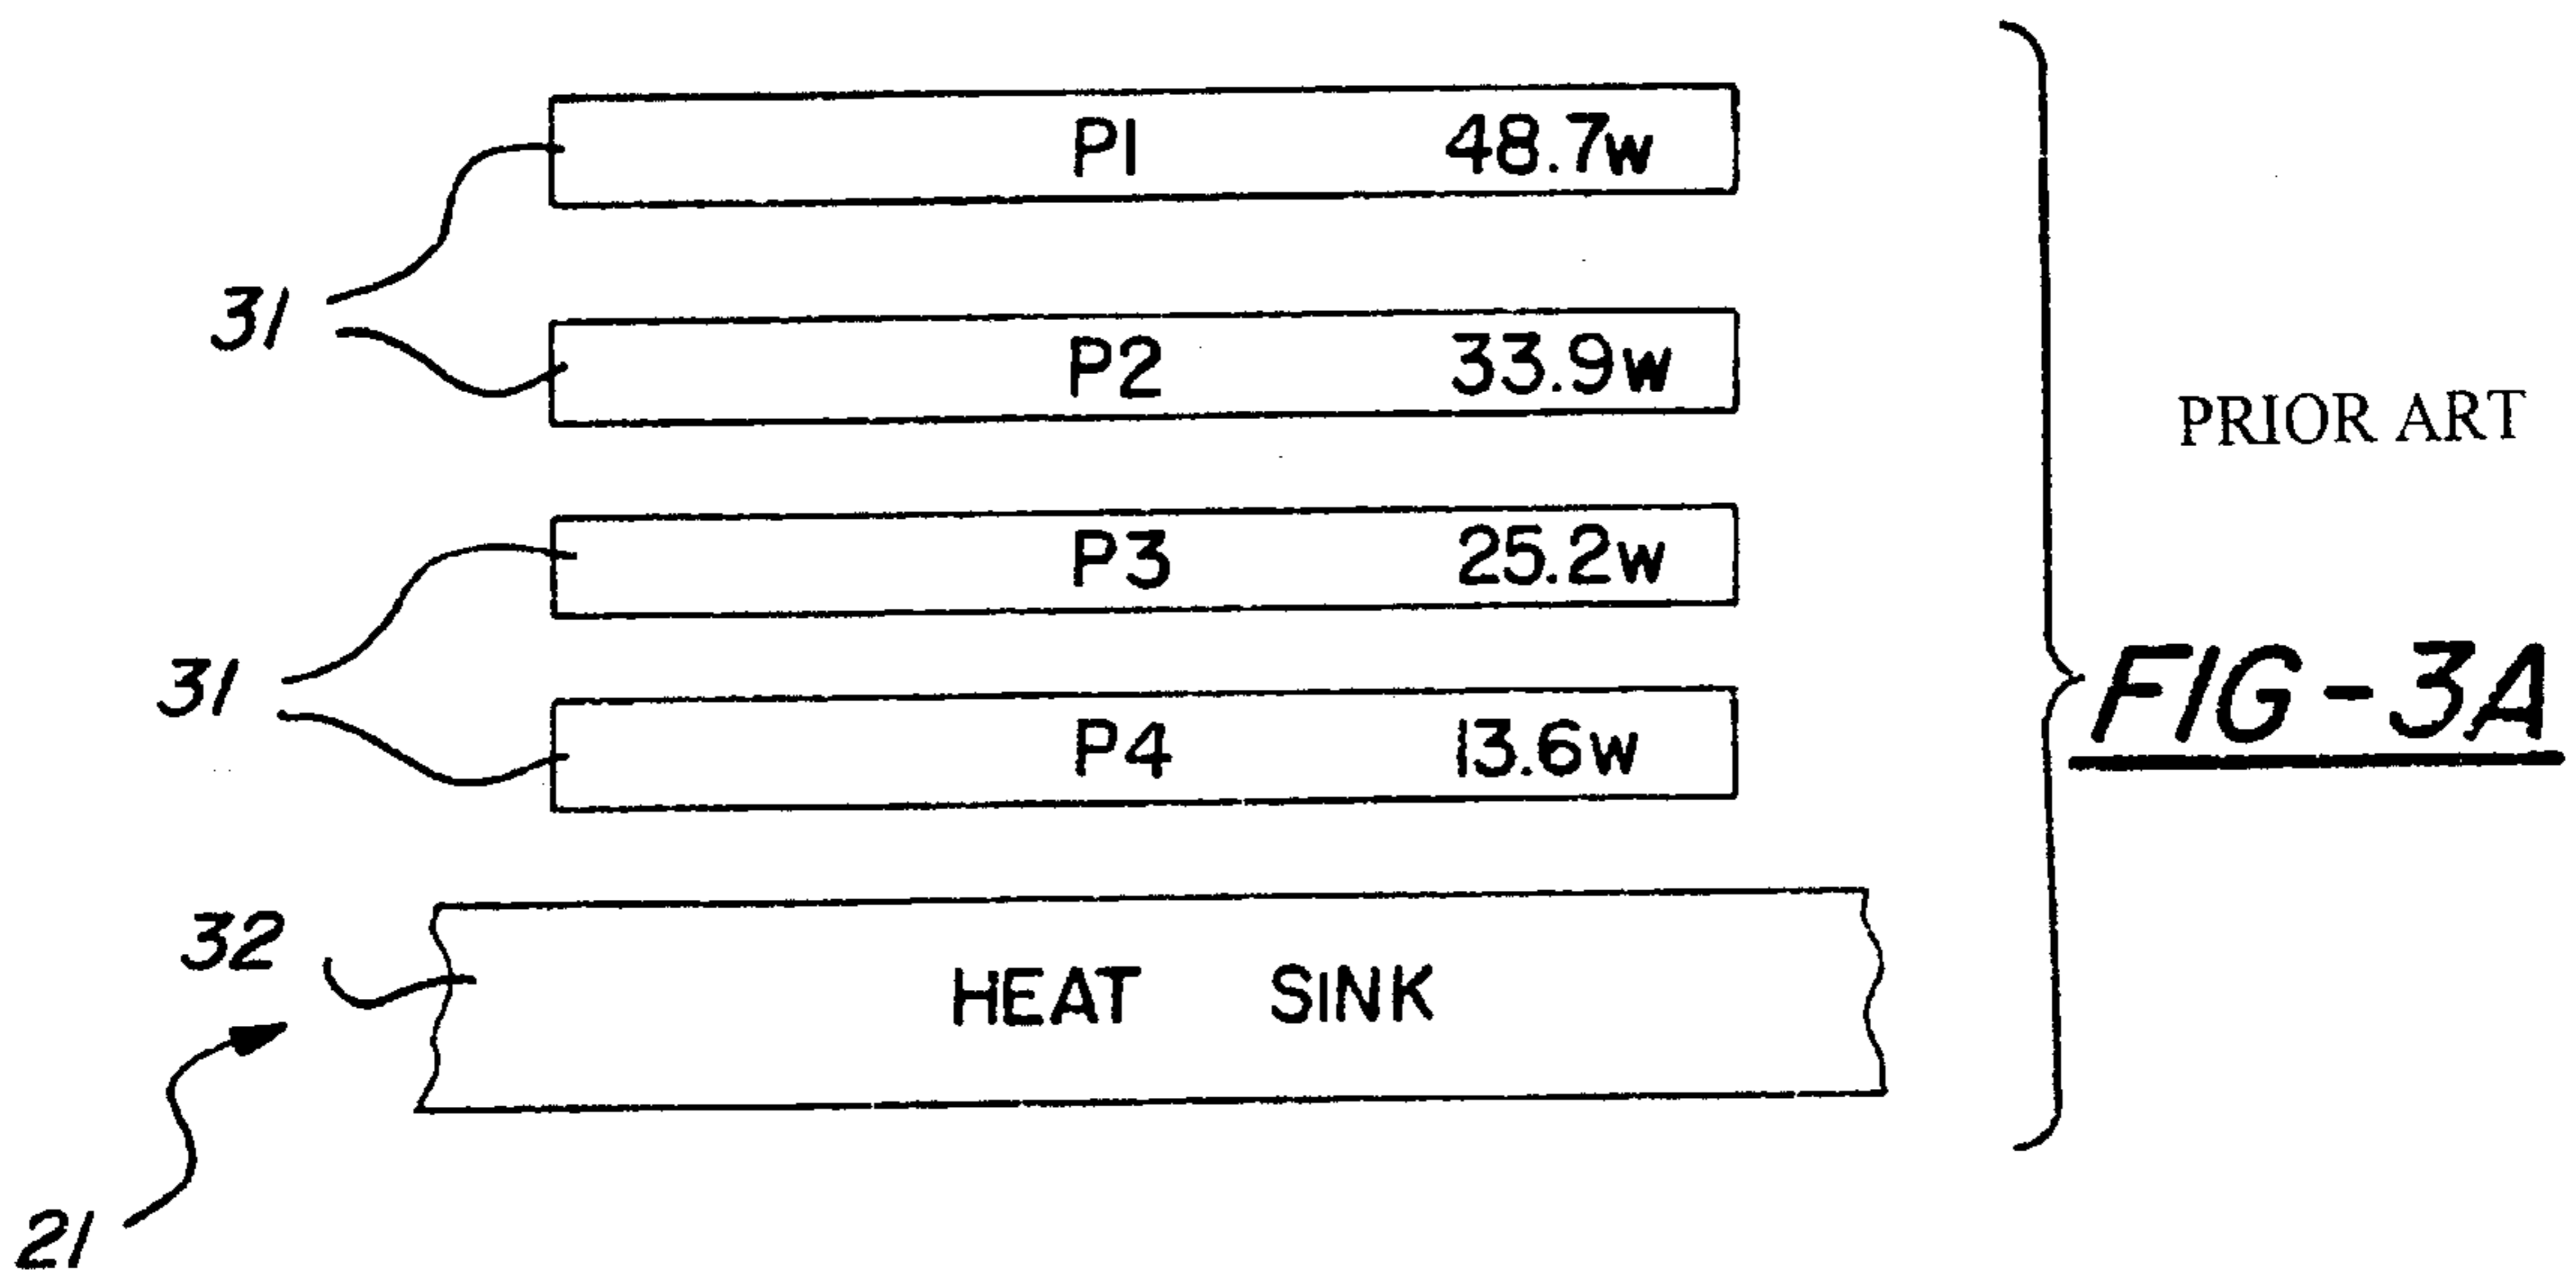 P1 48.7w
31
P2 33.9w
PRIOR ART
P3 25.2w
31
FIG-3A
P4 13.6w
32
HEAT SINK
21